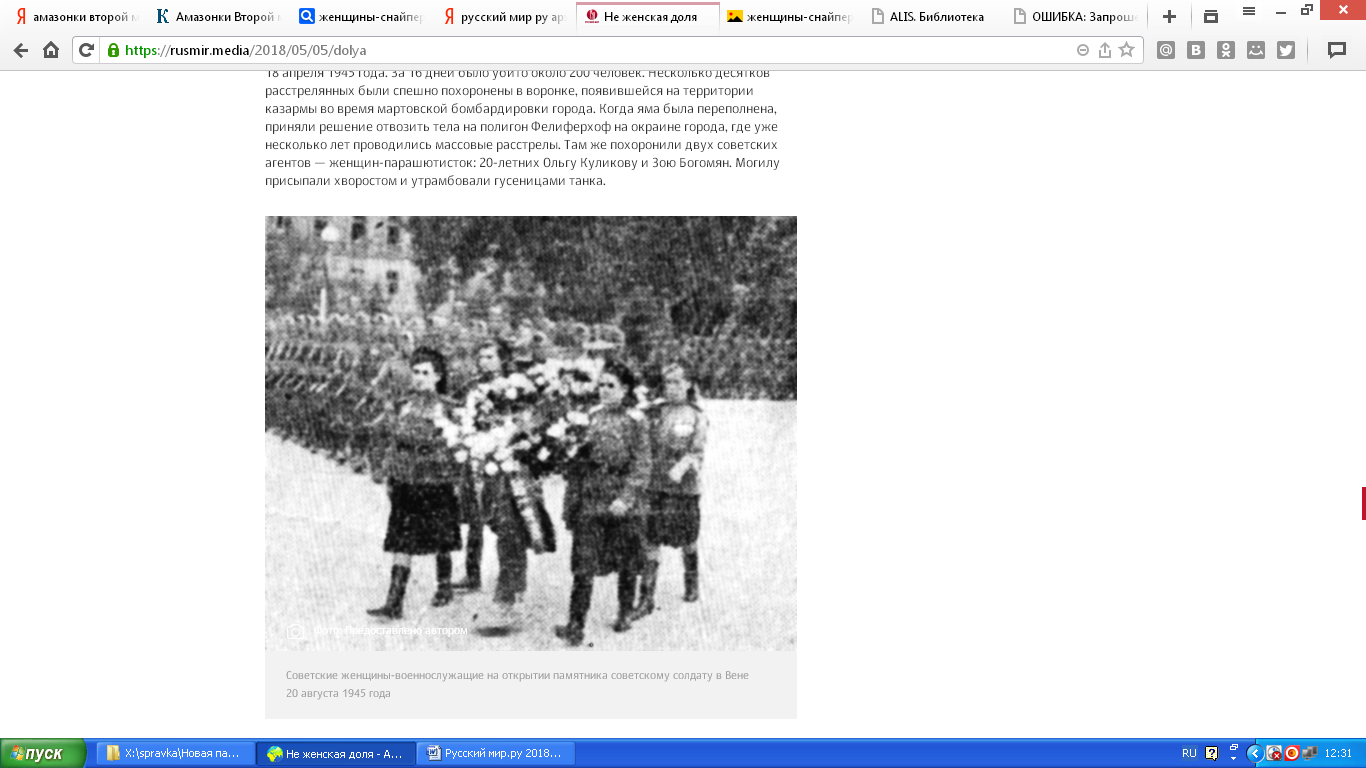 амазонки второй м
Амазонки Второй
женщины-снайпер
русский мир ру ар
Не женская доля
женщины-снайпер
ALIS. Библиотека
ОШИБКА: Запроше
https://rusmir.media/2018/05/05/dolya
18 апреля 1945 года. За 16 дней было убито около 200 человек. Несколько десятков
расстрелянных были спешно похоронены в воронке, появившейся на территории
казармы во время мартовской бомбардировки города. Когда яма была переполнена,
приняли решение отвозить тела на полигон Фелиферхоф на окраине города, где уже
несколько лет проводились массовые расстрелы. Там же похоронили двух советских
агентов — женщин-парашютисток: 20-летних Ольгу Куликову и Зою Богомян. Могилу
присыпали хворостом и утрамбовали гусеницами танка.
Фото: Предоставлено автором
Советские женщины-военнослужащие на открытии памятника советскому солдату в Вене
20 августа 1945 года
пуск
X:\spravka\Новая па...
Не женская доля - А...
Русский мир.ру 2018...
RU
12:31